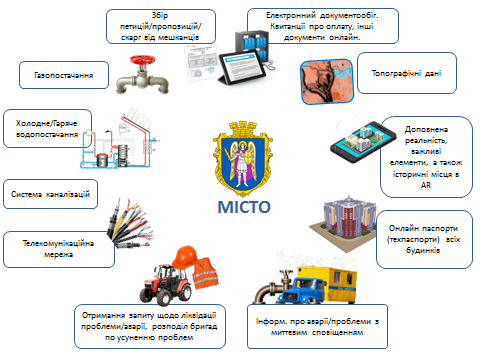 Збір
петицій/пропозицій/
скарг від мешканців
Електронний документообіг.
Квитанції про оплату, інші
документи онлайн.
Газопостачання
Топографічні дані
Холодне/Гаряче
водопостачання
Доповнена
реальність,
важливі
елементи, а також
історичні місця в
AR
Система каналізацій
МІСТО
Телекомунікаційна
мережа
Онлайн паспорти
(техпаспорти) всіх
будинків
Отримання запиту щодо ліквідації
проблеми/аварії, розподіл бригад
по усуненню проблем
Інформ. про аварії/проблеми з
миттєвим сповіщенням